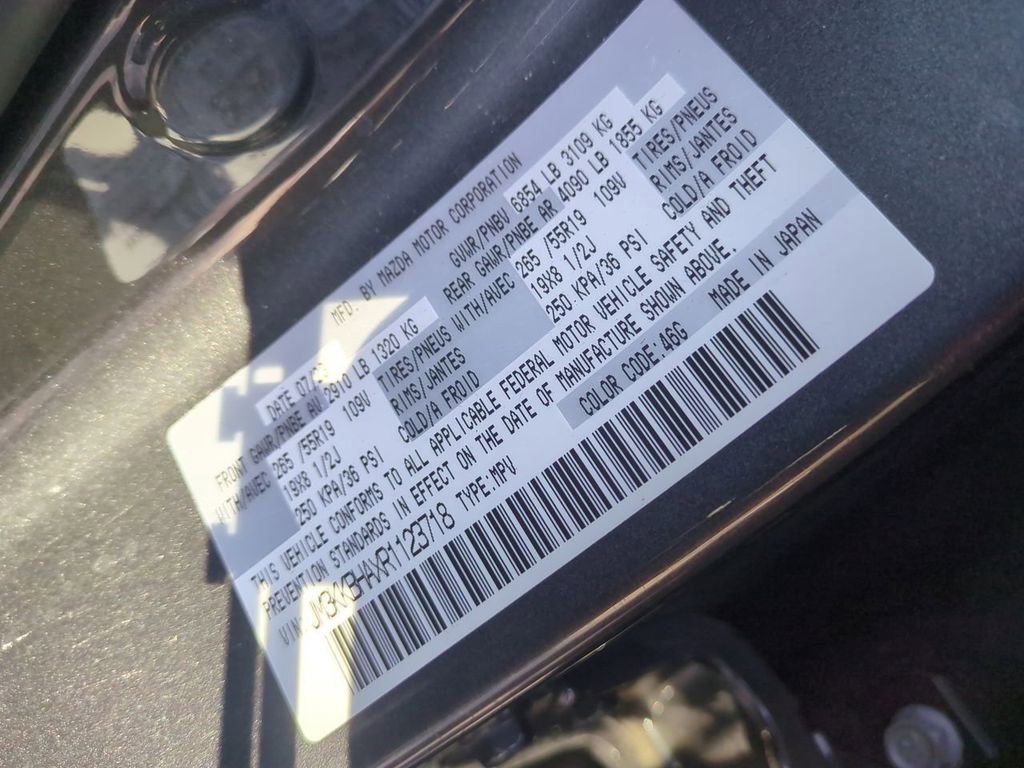 MFD. BY MAZDA MOTOR CORPORATION
DATE 07/ GVWR/PNBV 6854 LB 3109 KG
FRONT GAWR/PNBE AV 2910 LB 1320 KG REAR GAWR/PNBE AR 4090 LB 1855 KG
WITH/AVEC 265 /55R19 109V TIRES/PNEUS WITH/AVEC 265 /55R19 109V TIRES/PNEUS
19X8 1/2J RIMS/JANTES 19X8 1/2J RIMS/JANTES
250 KPA/36 PSI COLD/A FROID 250 KPA/36 PSI COLD/A FROID
THIS VEHICLE CONFORMS TO ALL APPLICABLE FEDERAL MOTOR VEHICLE SAFETY AND THEFT
PREVENTION STANDARDS IN EFFECT ON THE DATE OF MANUFACTURE SHOWN ABOVE.
COLOR CODE:46G MADE IN JAPAN
VIN: TYPE:MPV